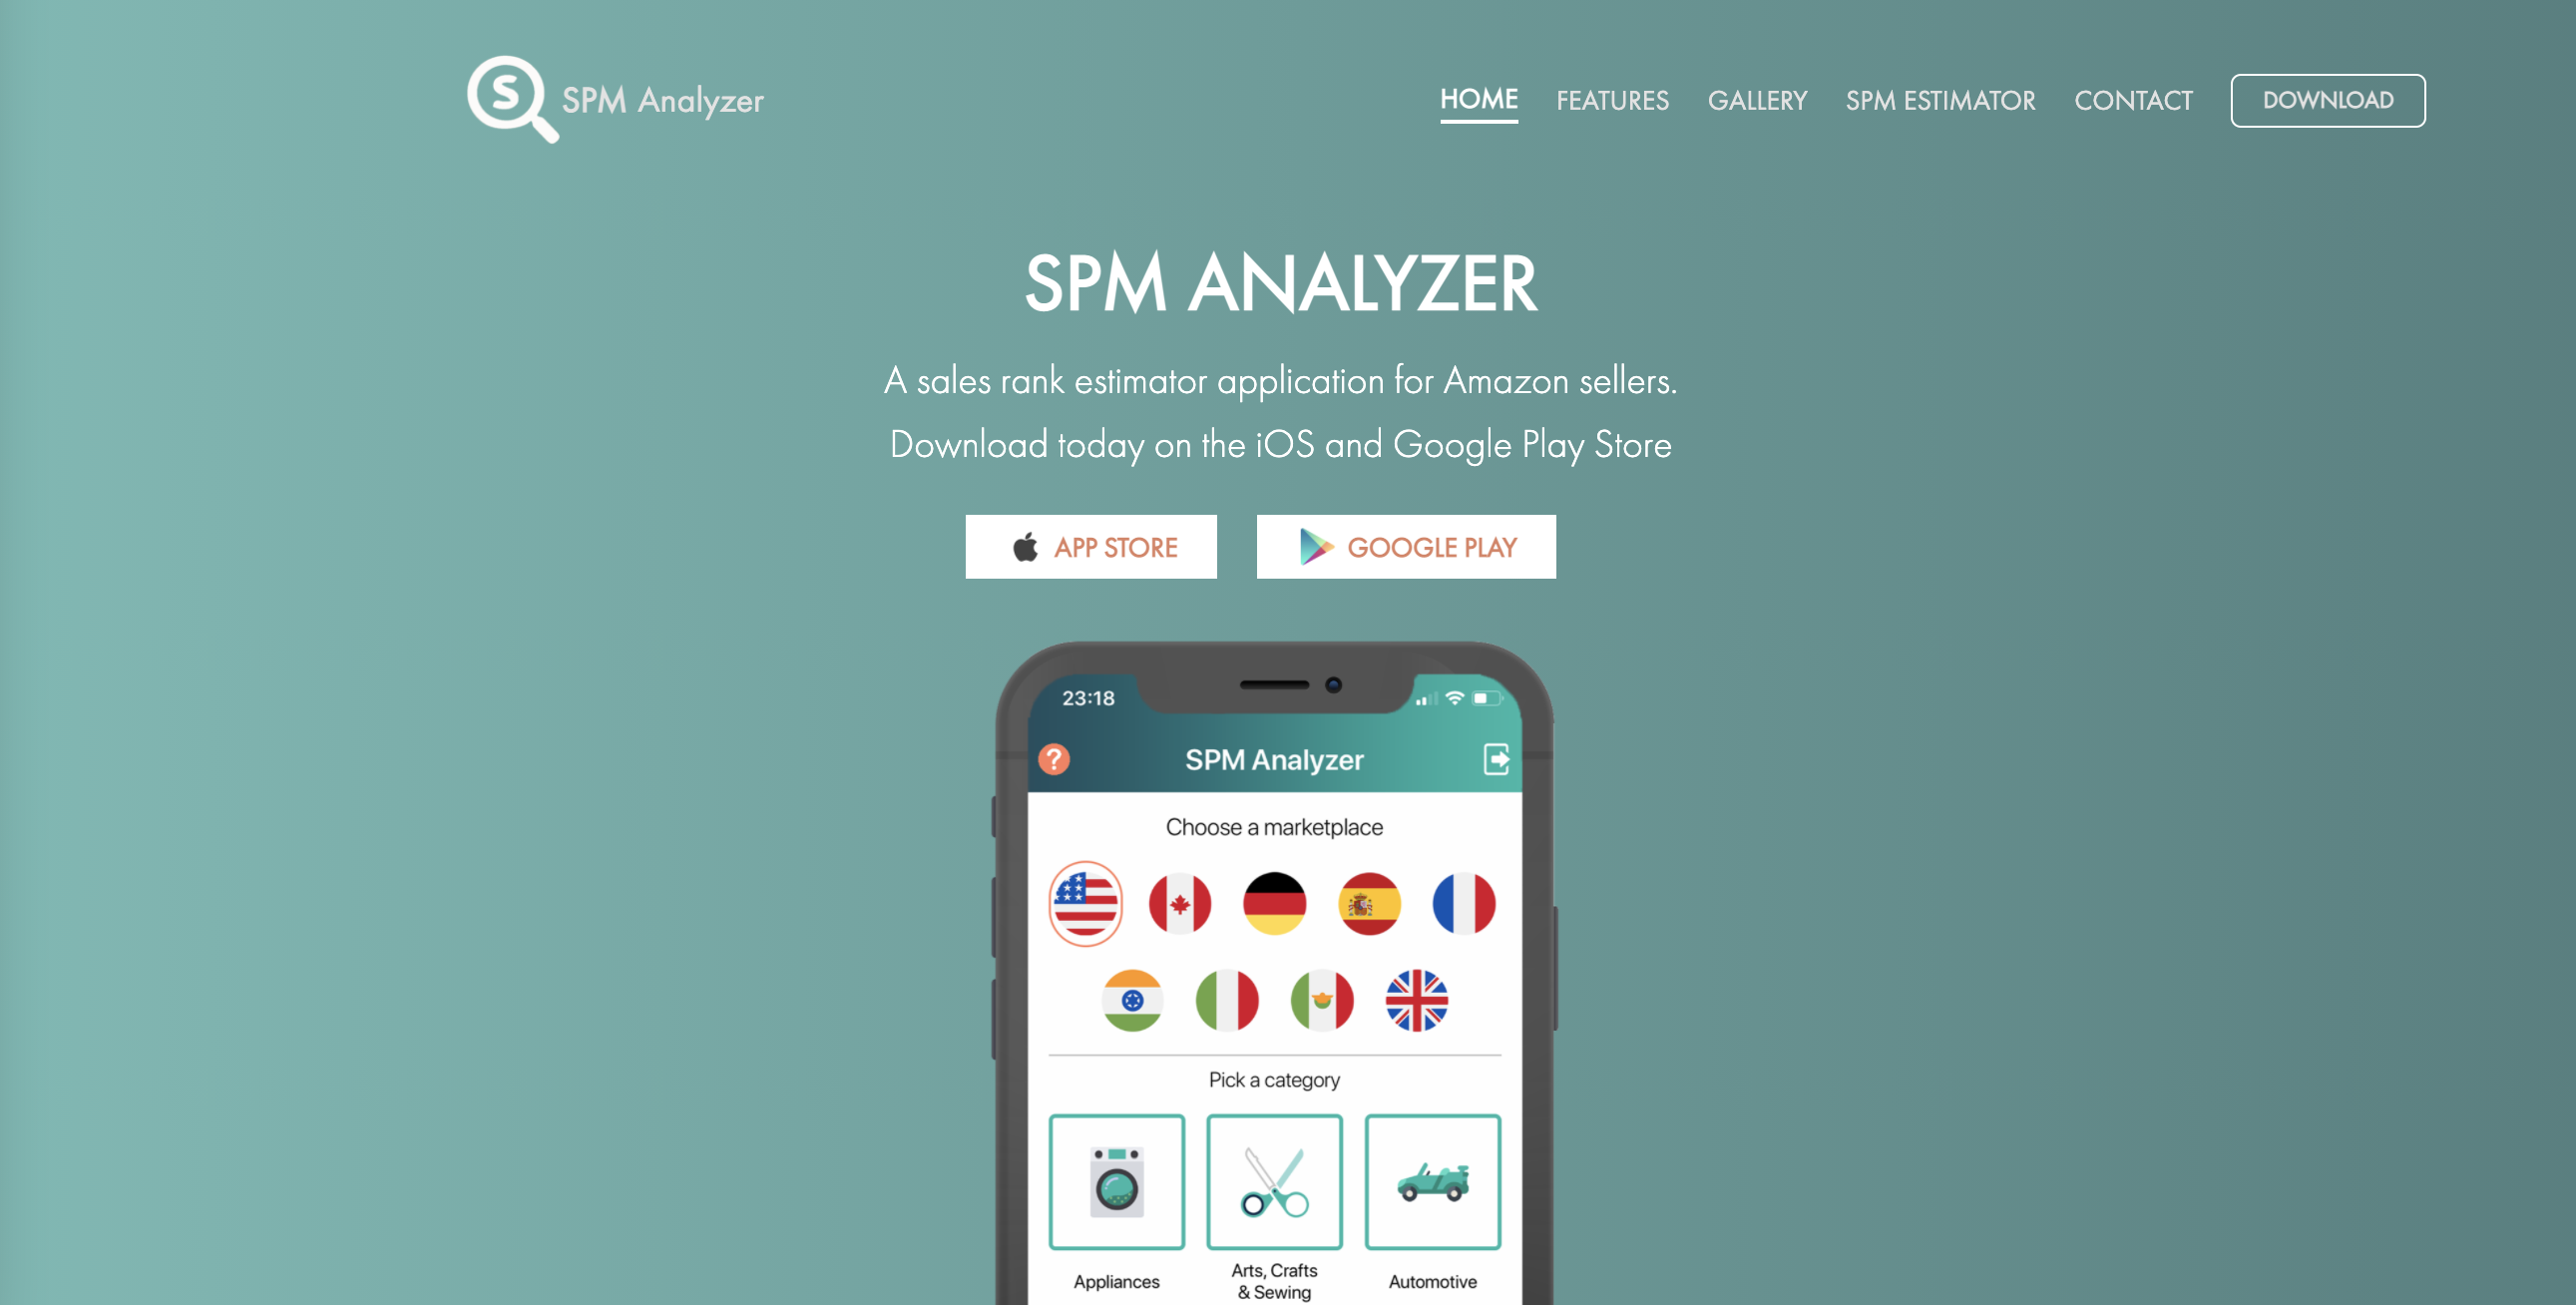 SPM Analyzer
HOME FEATURES GALLERY SPM ESTIMATOR CONTACT DOWNLOAD
SPM ANALYZER
A sales rank estimator application for Amazon sellers.
Download today on the iOS and Google Play Store
APP STORE GOOGLE PLAY
23:18
? SPM Analyzer
Choose a marketplace
Pick a category
Appliances
Arts, Crafts
& Sewing
Automotive